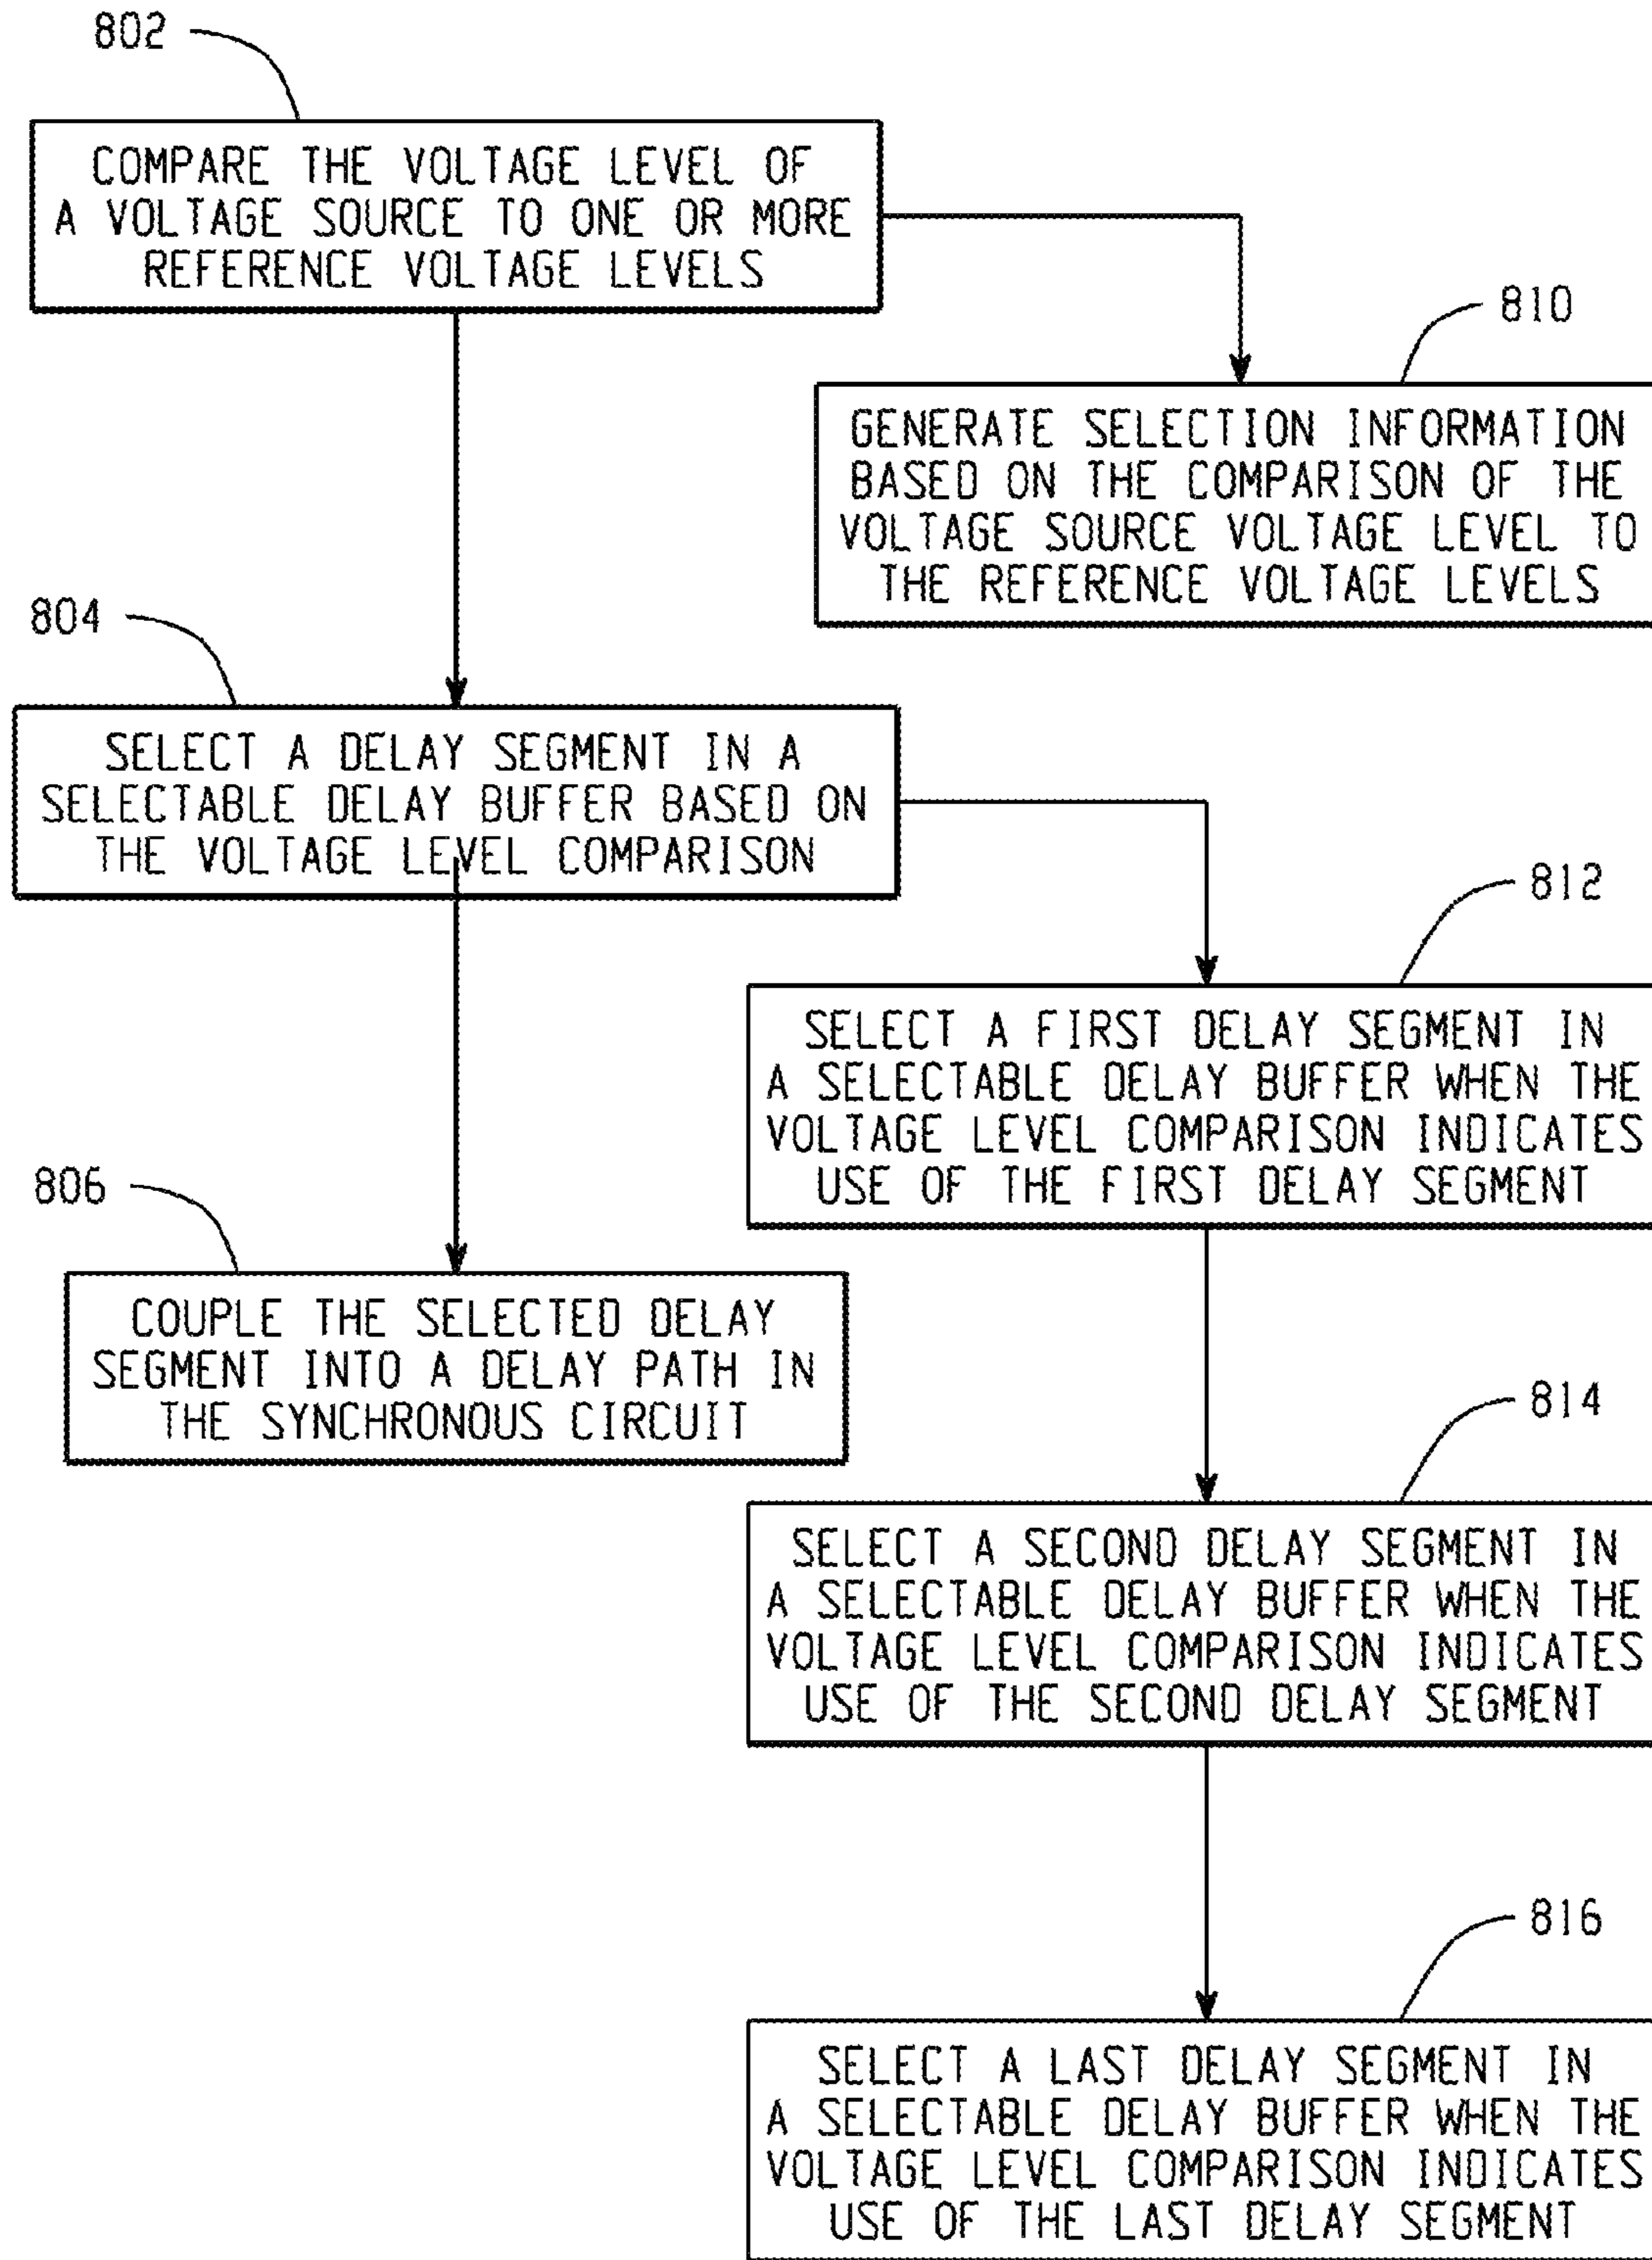 802
COMPARE THE VOLTAGE LEVEL OF
A VOLTAGE SOURCE TO ONE OR MORE
REFERENCE VOLTAGE LEVELS
810
GENERATE SELECTION INFORMATION
BASED ON THE COMPARISON OF THE
VOLTAGE SOURCE VOLTAGE LEVEL TO
THE REFERENCE VOLTAGE LEVELS
804
SELECT A DELAY SEGMENT IN A
SELECTABLE DELAY BUFFER BASED ON
THE VOLTAGE LEVEL COMPARISON
812
SELECT A FIRST DELAY SEGMENT IN
A SELECTABLE DELAY BUFFER WHEN THE
VOLTAGE LEVEL COMPARISON INDICATES
USE OF THE FIRST DELAY SEGMENT
806
COUPLE THE SELECTED DELAY
SEGMENT INTO A DELAY PATH IN
THE SYNCHRONOUS CIRCUIT
814
SELECT A SECOND DELAY SEGMENT IN
A SELECTABLE DELAY BUFFER WHEN THE
VOLTAGE LEVEL COMPARISON INDICATES
USE OF THE SECOND DELAY SEGMENT
816
SELECT A LAST DELAY SEGMENT IN
A SELECTABLE DELAY BUFFER WHEN THE
VOLTAGE LEVEL COMPARISON INDICATES
USE OF THE LAST DELAY SEGMENT